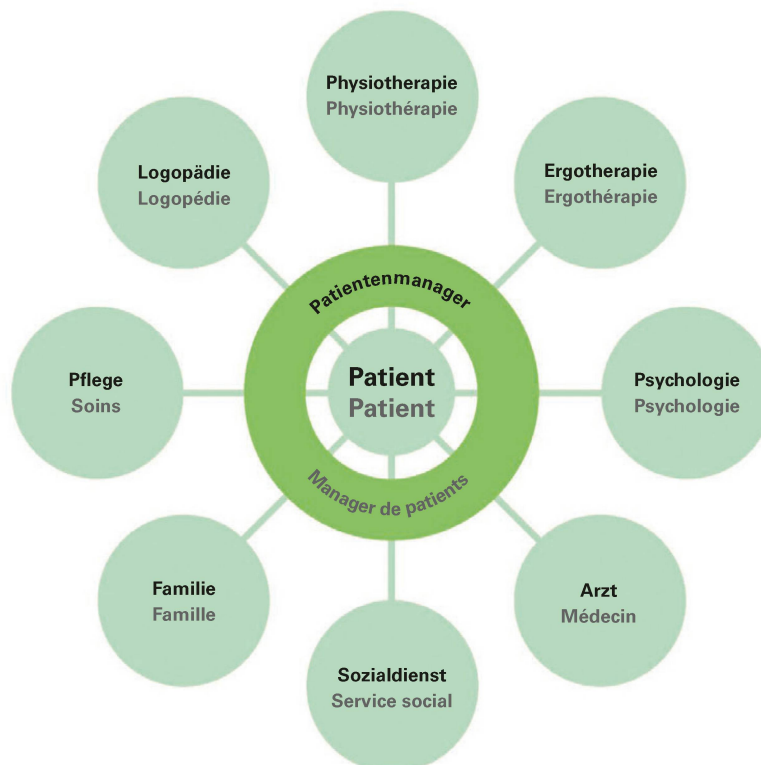 Physiotherapie
Physiothérapie
Logopädie
Logopédie
Ergotherapie
Ergothérapie
Patientenmanager
Pflege
Soins
Patient
Patient
Psychologie
Psychologie
Manager de patients
Familie
Famille
Arzt
Médecin
Sozialdienst
Service social